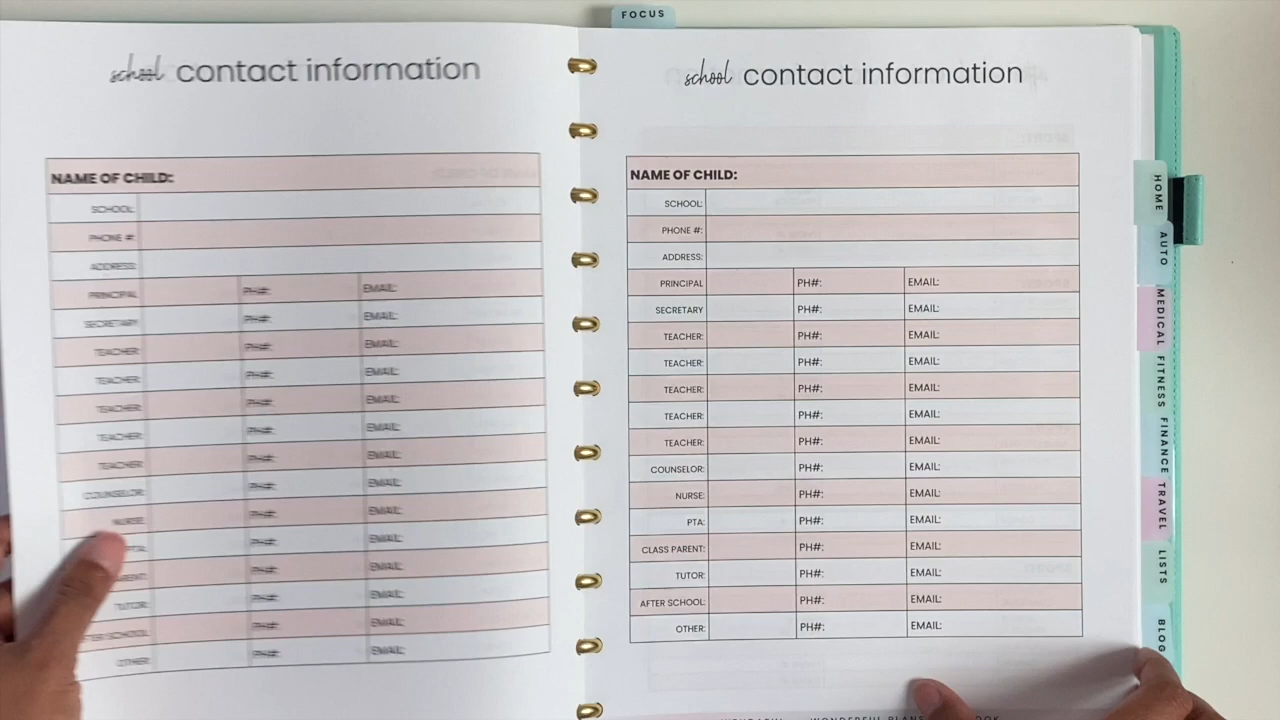 FOCUS
school contact information
NAME OF CHILD:
SCHOOL:
PHONE #:
ADDRESS:
PRINCIPAL PH#: EMAIL:
SECRETARY PH#: EMAIL:
TEACHER: PH#: EMAIL:
TEACHER: PH#: EMAIL:
TEACHER: PH#: EMAIL:
TEACHER: PH#: EMAIL:
TEACHER: PH#: EMAIL:
COUNSELOR: PH#: EMAIL:
NURSE: PH#: EMAIL:
PTA: PH#: EMAIL:
PARENT: PH#: EMAIL:
TUTOR: PH#: EMAIL:
SCHOOL PH#: EMAIL:
OTHER: PH#: EMAIL:
school contact information
NAME OF CHILD:
SCHOOL:
PHONE #:
ADDRESS:
PRINCIPAL PH#: EMAIL:
SECRETARY PH#: EMAIL:
TEACHER: PH#: EMAIL:
TEACHER: PH#: EMAIL:
TEACHER: PH#: EMAIL:
TEACHER: PH#: EMAIL:
TEACHER: PH#: EMAIL:
COUNSELOR: PH#: EMAIL:
NURSE: PH#: EMAIL:
PTA: PH#: EMAIL:
CLASS PARENT: PH#: EMAIL:
TUTOR: PH#: EMAIL:
AFTER SCHOOL: PH#: EMAIL:
OTHER: PH#: EMAIL:
HOME
AUTO
MEDICAL
FITNESS
FINANCE
TRAVEL
LISTS
BLOG